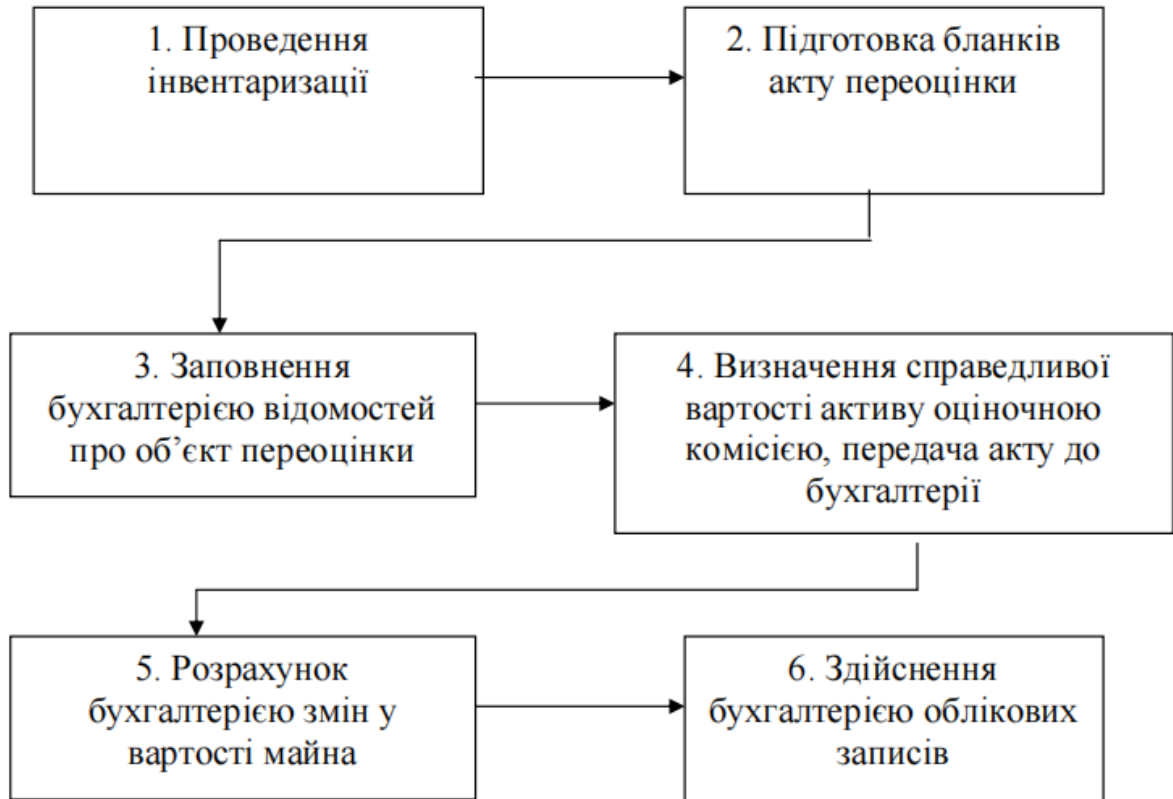 1. Проведення
інвентаризації
2. Підготовка бланків
акту переоцінки
3. Заповнення
бухгалтерією відомостей
про об’єкт переоцінки
4. Визначення справедливої
вартості активу оціночною
комісією, передача акту до
бухгалтерії
5. Розрахунок
бухгалтерією змін у
вартості майна
6. Здійснення
бухгалтерією облікових
записів